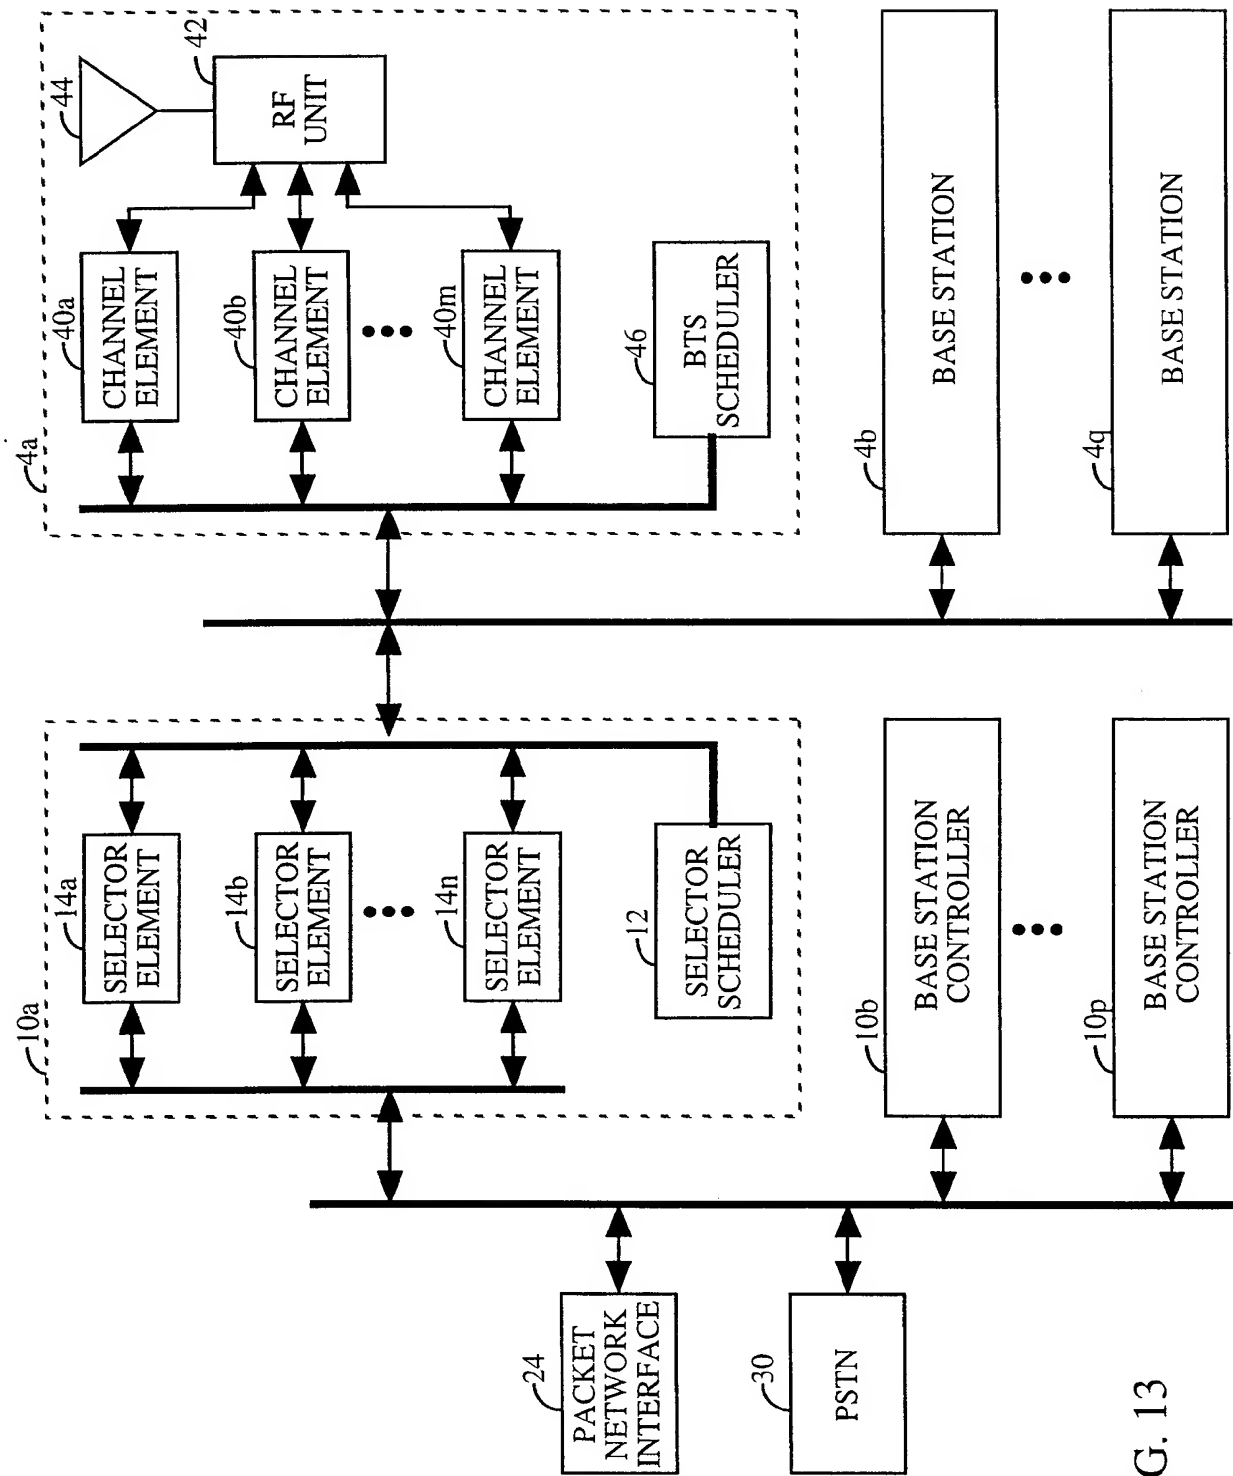 24
PACKET
NETWORK
INTERFACE
30
PSTN
10a
14a
SELECTOR
ELEMENT
14b
SELECTOR
ELEMENT
14n
SELECTOR
ELEMENT
12
SELECTOR
SCHEDULER
10b
BASE STATION
CONTROLLER
10p
BASE STATION
CONTROLLER
4a
40a
CHANNEL
ELEMENT
40b
CHANNEL
ELEMENT
40m
CHANNEL
ELEMENT
46
BTS
SCHEDULER
44
42
RF
UNIT
4b
BASE STATION
4q
BASE STATION
G. 13